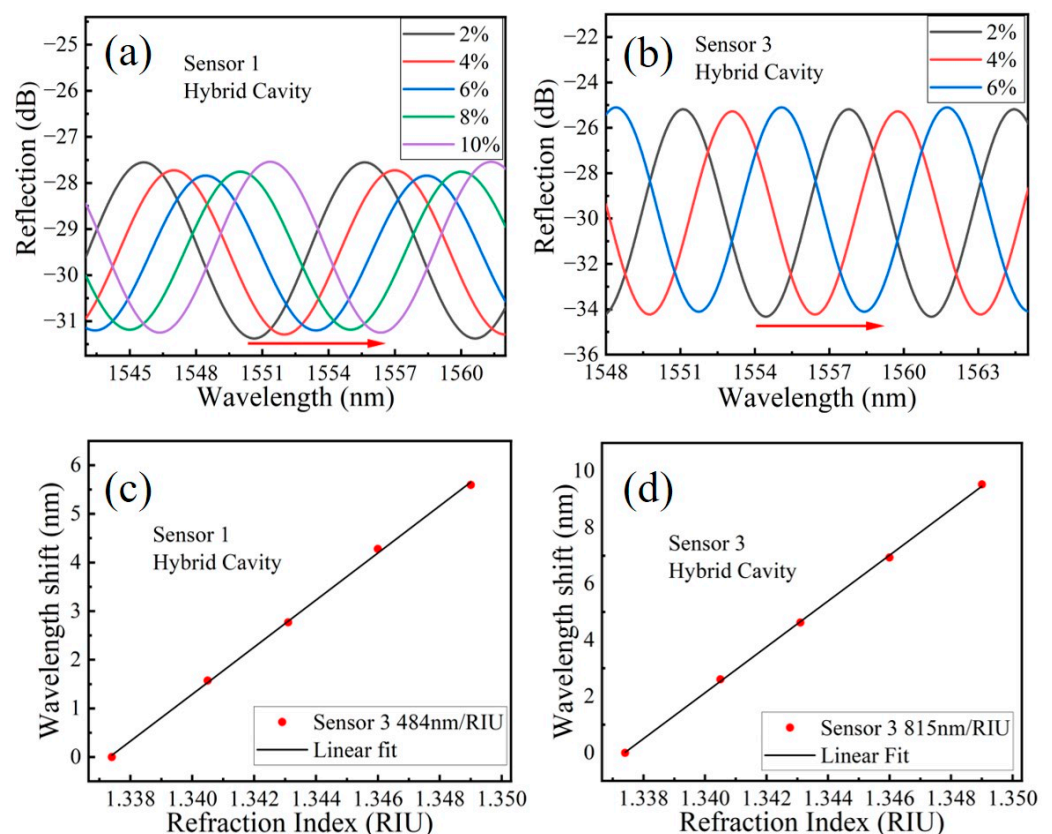 (a)
Sensor 1
Hybrid Cavity
2%
4%
6%
8%
10%
−25
−26
−27
−28
−29
−30
−31
Reflection (dB)
1545
1548
1551
1554
1557
1560
Wavelength (nm)
(b)
Sensor 3
Hybrid Cavity
2%
4%
6%
−22
−24
−26
−28
−30
−32
−34
−36
Reflection (dB)
1548
1551
1554
1557
1560
1563
Wavelength (nm)
(c)
Sensor 1
Hybrid Cavity
6
5
4
3
2
1
0
Wavelength shift (nm)
Sensor 3 484nm/RIU
Linear fit
1.338
1.340
1.342
1.344
1.346
1.348
1.350
Refraction Index (RIU)
(d)
Sensor 3
Hybrid Cavity
10
8
6
4
2
0
Wavelength shift (nm)
Sensor 3 815nm/RIU
Linear Fit
1.338
1.340
1.342
1.344
1.346
1.348
1.350
Refraction Index (RIU)